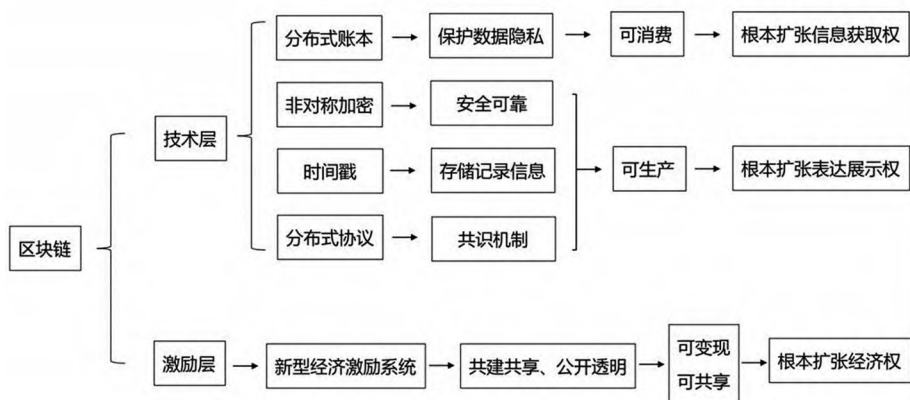 分布式账本
保护数据隐私
可消费
根本扩张信息获取权
非对称加密
安全可靠
技术层
时间戳
存储记录信息
可生产
根本扩张表达展示权
分布式协议
共识机制
区块链
激励层
新型经济激励系统
共建共享、公开透明
可变现
可共享
根本扩张经济权